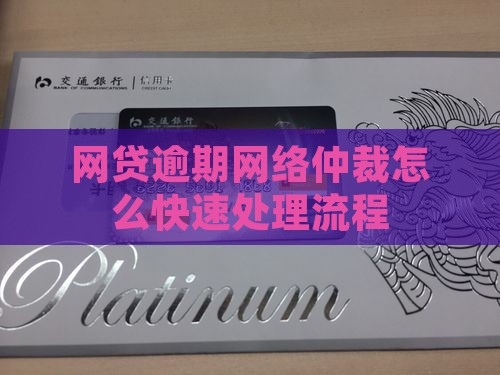 交通銀行 信用卡
BANK OF COMMUNICATIONS CREDIT CARD
网贷逾期网络仲裁怎
么快速处理流程
Platinum